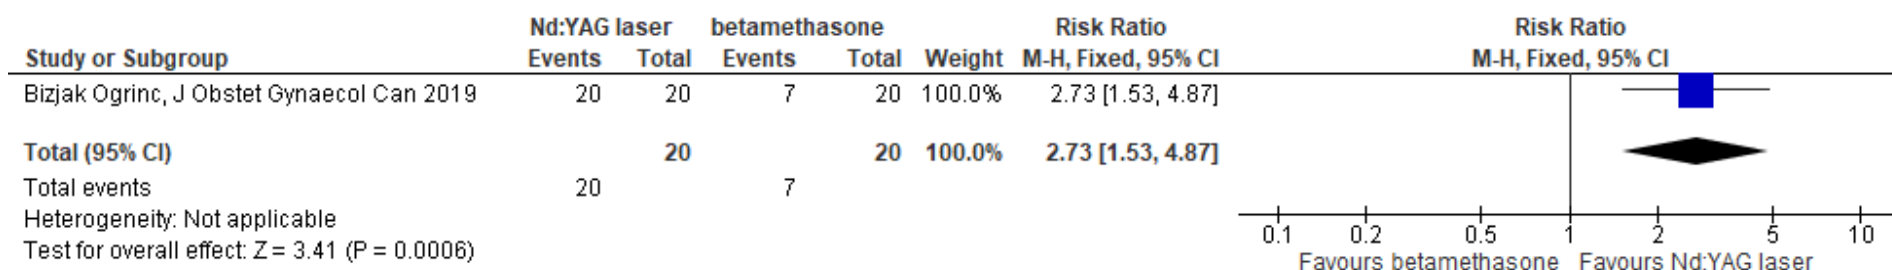 Nd:YAG laser betamethasone Risk Ratio Risk Ratio
Study or Subgroup Events Total Events Total Weight M-H, Fixed, 95% CI M-H, Fixed, 95% CI
Bizjak Ogrinc, J Obstet Gynaecol Can 2019 20 20 7 20 100.0% 2.73 [1.53, 4.87]
Total (95% CI) 20 20 100.0% 2.73 [1.53, 4.87]
Total events 20 7
Heterogeneity: Not applicable
Test for overall effect: Z = 3.41 (P = 0.0006)
0.1 0.2 0.5 1 2 5 10
Favours betamethasone Favours Nd:YAG laser